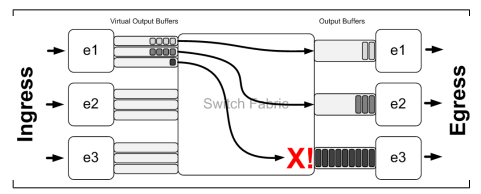 Virtual Output Buffers
Output Buffers
Ingress
e1
e2
e3
Switch Fabric
X!
e1
e2
e3
Egress